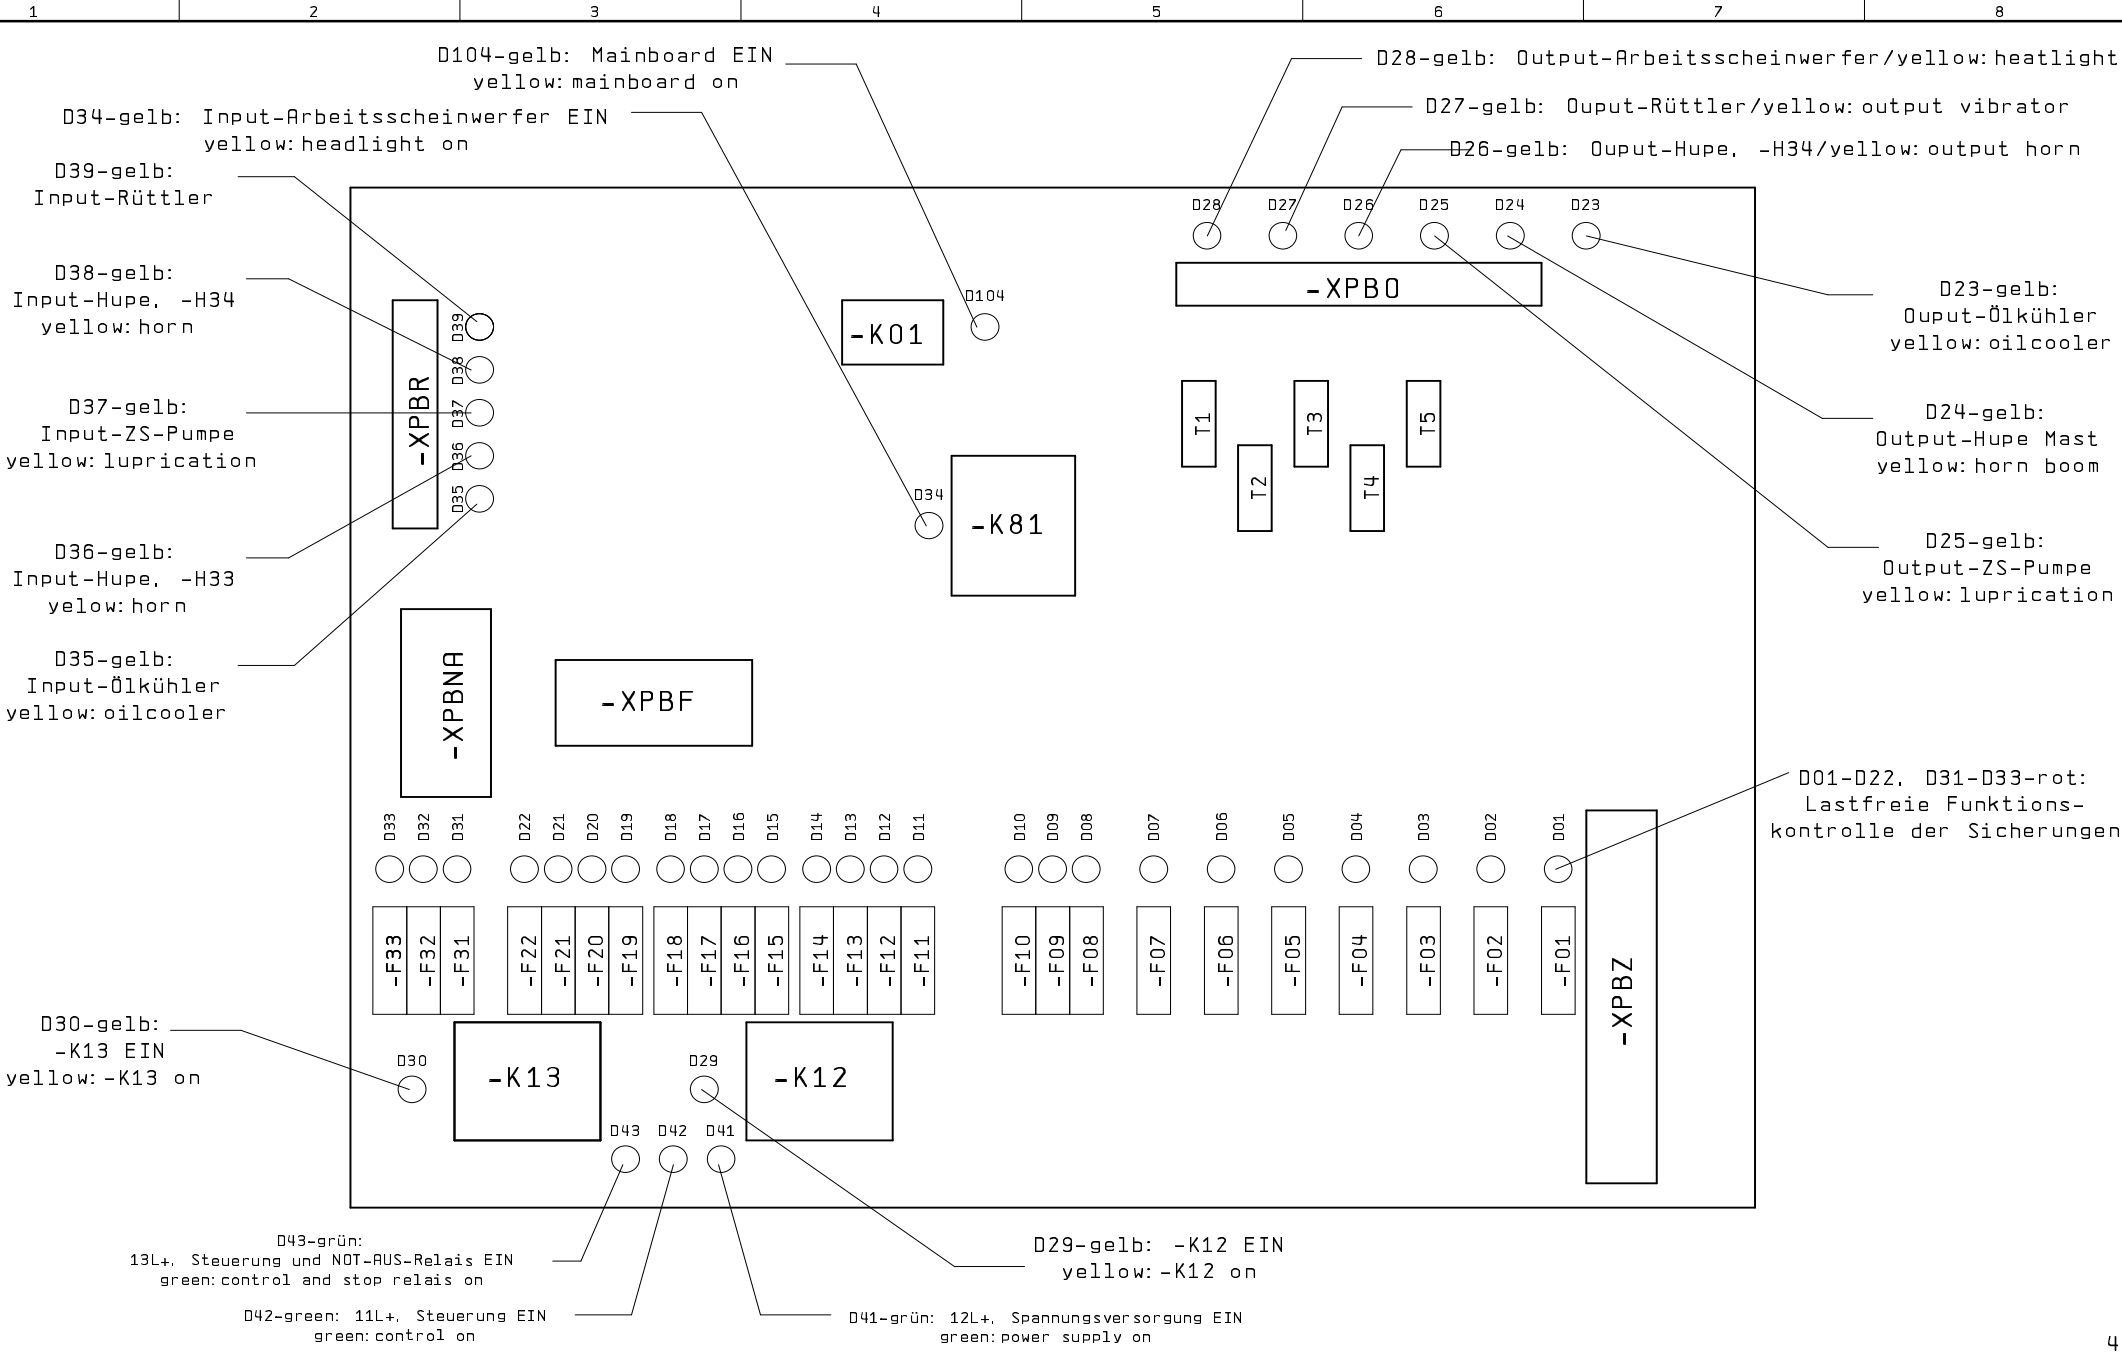 1 2 3 4 5 6 7 8
D104-gelb: Mainboard EIN
yellow: mainboard on
D34-gelb: Input-Arbeitsscheinwerfer EIN
yellow: headlight on
D28-gelb: Output-Arbeitsscheinwerfer/yellow: heatlight
D27-gelb: Ouput-Rüttler/yellow: output vibrator
D26-gelb: Ouput-Hupe, -H34/yellow: output horn
D39-gelb:
Input-Rüttler
D38-gelb:
Input-Hupe, -H34
yellow: horn
D37-gelb:
Input-ZS-Pumpe
yellow: luprication
D36-gelb:
Input-Hupe, -H33
yelow: horn
D35-gelb:
Input-Ölkühler
yellow: oilcooler
D28 D27 D26 D25 D24 D23
-XPBO
D104
-K01
D39
D38
D37
D36
D35
-XPBR
D34
-K81
T1
T2
T3
T4
T5
D23-gelb:
Ouput-Ölkühler
yellow: oilcooler
D24-gelb:
Output-Hupe Mast
yellow: horn boom
D25-gelb:
Output-ZS-Pumpe
yellow: luprication
-XPBNA
-XPBF
D01-D22, D31-D33-rot:
Lastfreie Funktions-
kontrolle der Sicherungen
D33 D32 D31 D22 D21 D20 D19 D18 D17 D16 D15 D14 D13 D12 D11 D10 D09 D08 D07 D06 D05 D04 D03 D02 D01
-F33 -F32 -F31 -F22 -F21 -F20 -F19 -F18 -F17 -F16 -F15 -F14 -F13 -F12 -F11 -F10 -F09 -F08 -F07 -F06 -F05 -F04 -F03 -F02 -F01
-XPBZ
D30-gelb:
-K13 EIN
yellow: -K13 on
D30
-K13
D29
-K12
D43 D42 D41
D43-grün:
13L+, Steuerung und NOT-AUS-Relais EIN
green: control and stop relais on
D42-green: 11L+, Steuerung EIN
green: control on
D29-gelb: -K12 EIN
yellow: -K12 on
D41-grün: 12L+, Spannungsversorgung EIN
green: power supply on
4